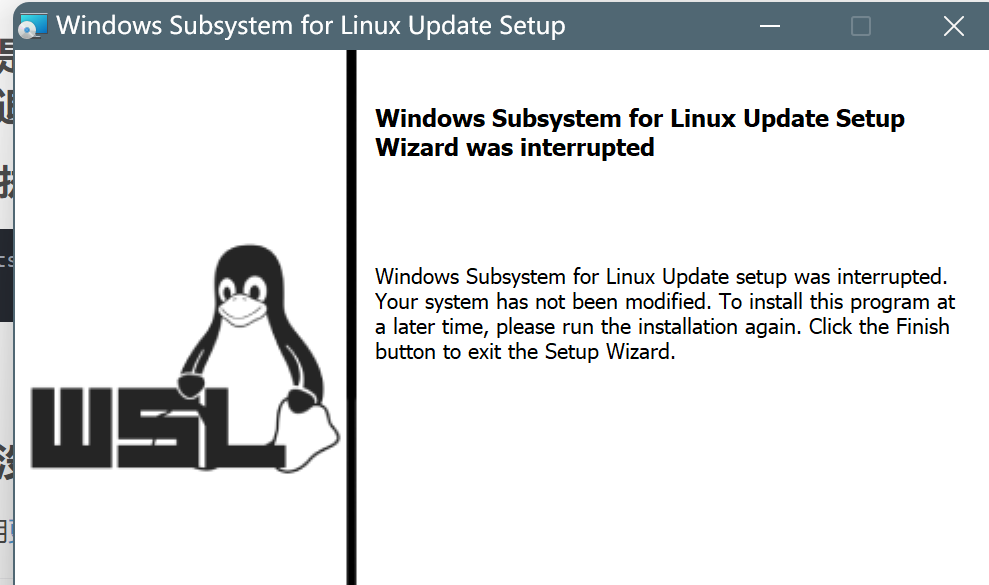 Windows Subsystem for Linux Update Setup
Windows Subsystem for Linux Update Setup
Wizard was interrupted
Windows Subsystem for Linux Update setup was interrupted.
Your system has not been modified. To install this program at
a later time, please run the installation again. Click the Finish
button to exit the Setup Wizard.
WSL